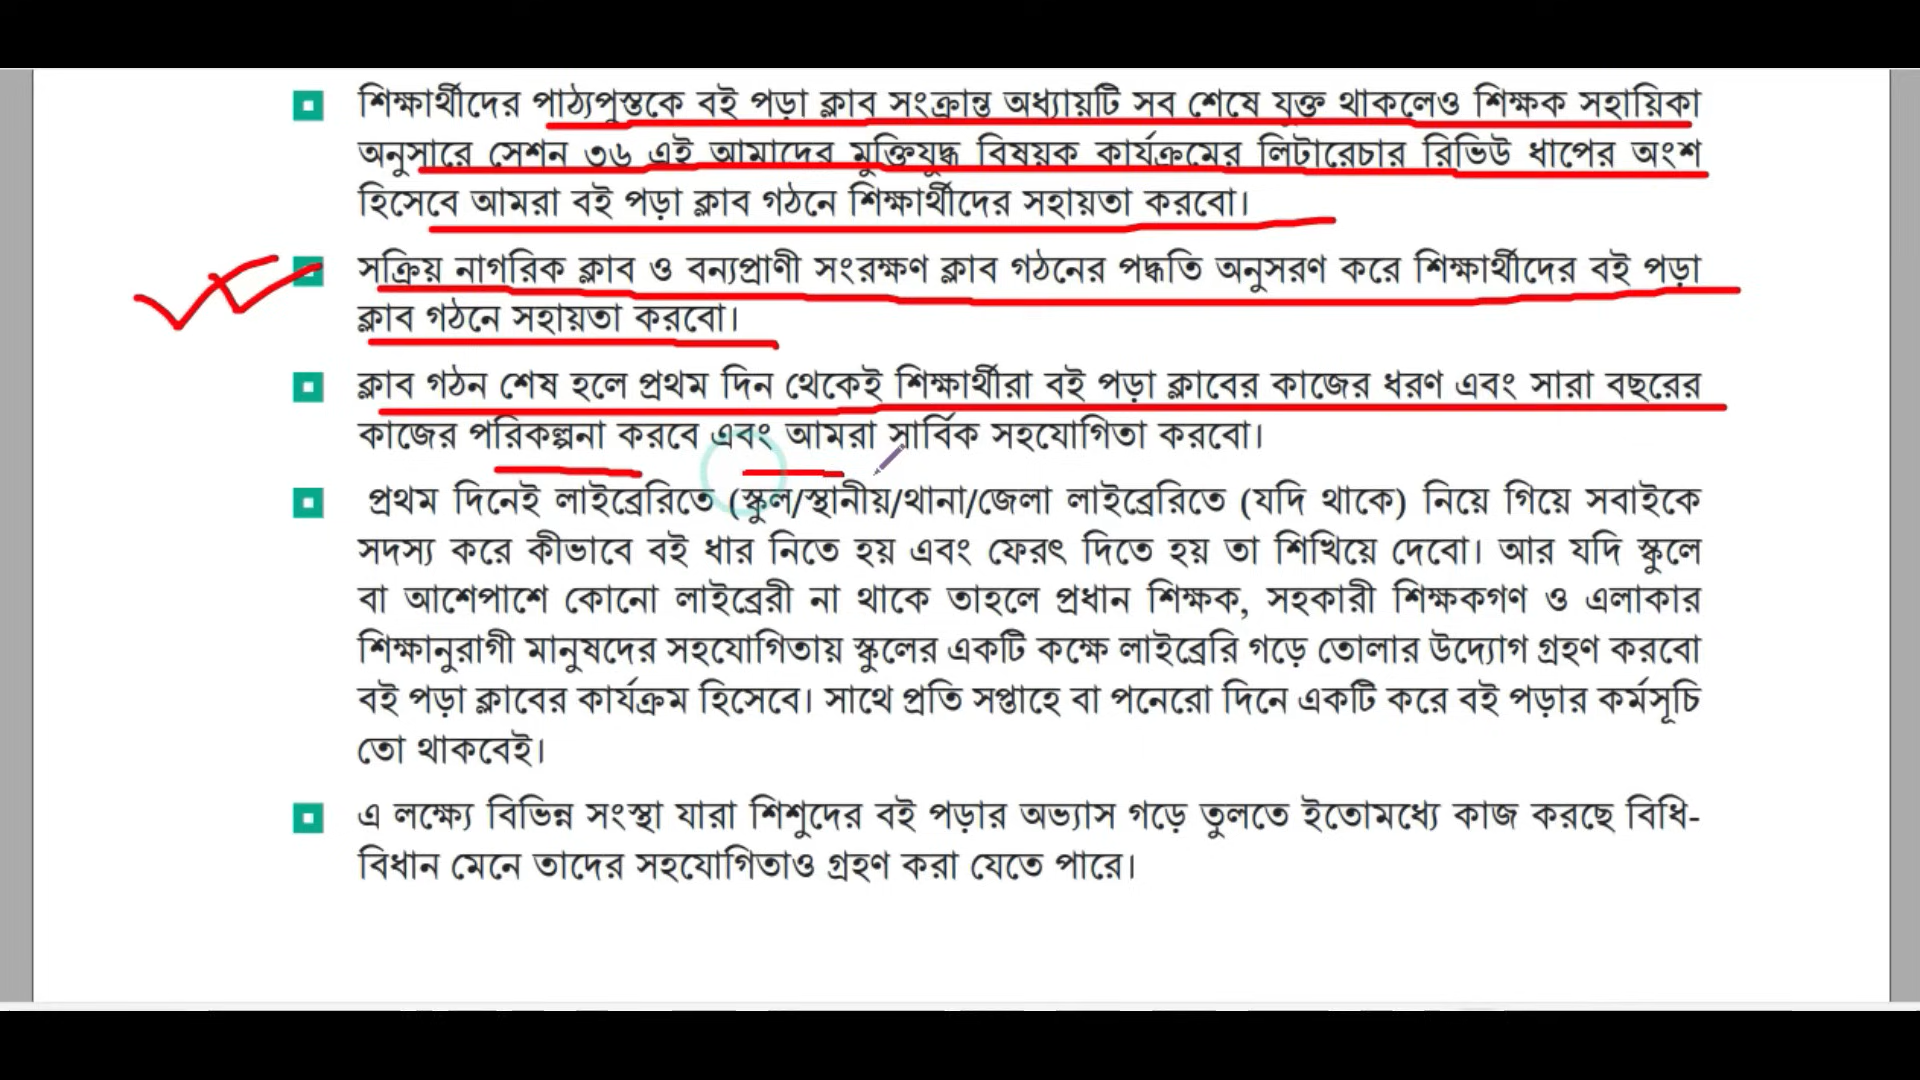 শিক্ষার্থীদের পাঠ্যপুস্তকে বই পড়া ক্লাব সংক্রান্ত অধ্যায়টি সব শেষে যুক্ত থাকলেও শিক্ষক সহায়িকা
অনুসারে সেশন ৩৬ এই আমাদের মুক্তিযুদ্ধ বিষয়ক কার্যক্রমের লিটারেচার রিভিউ ধাপের অংশ
হিসেবে আমরা বই পড়া ক্লাব গঠনে শিক্ষার্থীদের সহায়তা করবো।
সক্রিয় নাগরিক ক্লাব ও বন্যপ্রাণী সংরক্ষণ ক্লাব গঠনের পদ্ধতি অনুসরণ করে শিক্ষার্থীদের বই পড়া
ক্লাব গঠনে সহায়তা করবো।
ক্লাব গঠন শেষ হলে প্রথম দিন থেকেই শিক্ষার্থীরা বই পড়া ক্লাবের কাজের ধরণ এবং সারা বছরের
কাজের পরিকল্পনা করবে এবং আমরা সার্বিক সহযোগিতা করবো।
প্রথম দিনেই লাইব্রেরিতে (স্কুল/স্থানীয়/থানা/জেলা লাইব্রেরিতে (যদি থাকে) নিয়ে গিয়ে সবাইকে
সদস্য করে কীভাবে বই ধার নিতে হয় এবং ফেরৎ দিতে হয় তা শিখিয়ে দেবো। আর যদি স্কুলে
বা আশেপাশে কোনো লাইব্রেরী না থাকে তাহলে প্রধান শিক্ষক, সহকারী শিক্ষকগণ ও এলাকার
শিক্ষানুরাগী মানুষদের সহযোগিতায় স্কুলের একটি কক্ষে লাইব্রেরি গড়ে তোলার উদ্যোগ গ্রহণ করবো
বই পড়া ক্লাবের কার্যক্রম হিসেবে। সাথে প্রতি সপ্তাহে বা পনেরো দিনে একটি করে বই পড়ার কর্মসূচি
তো থাকবেই।
এ লক্ষ্যে বিভিন্ন সংস্থা যারা শিশুদের বই পড়ার অভ্যাস গড়ে তুলতে ইতোমধ্যে কাজ করছে বিধি-
বিধান মেনে তাদের সহযোগিতাও গ্রহণ করা যেতে পারে।